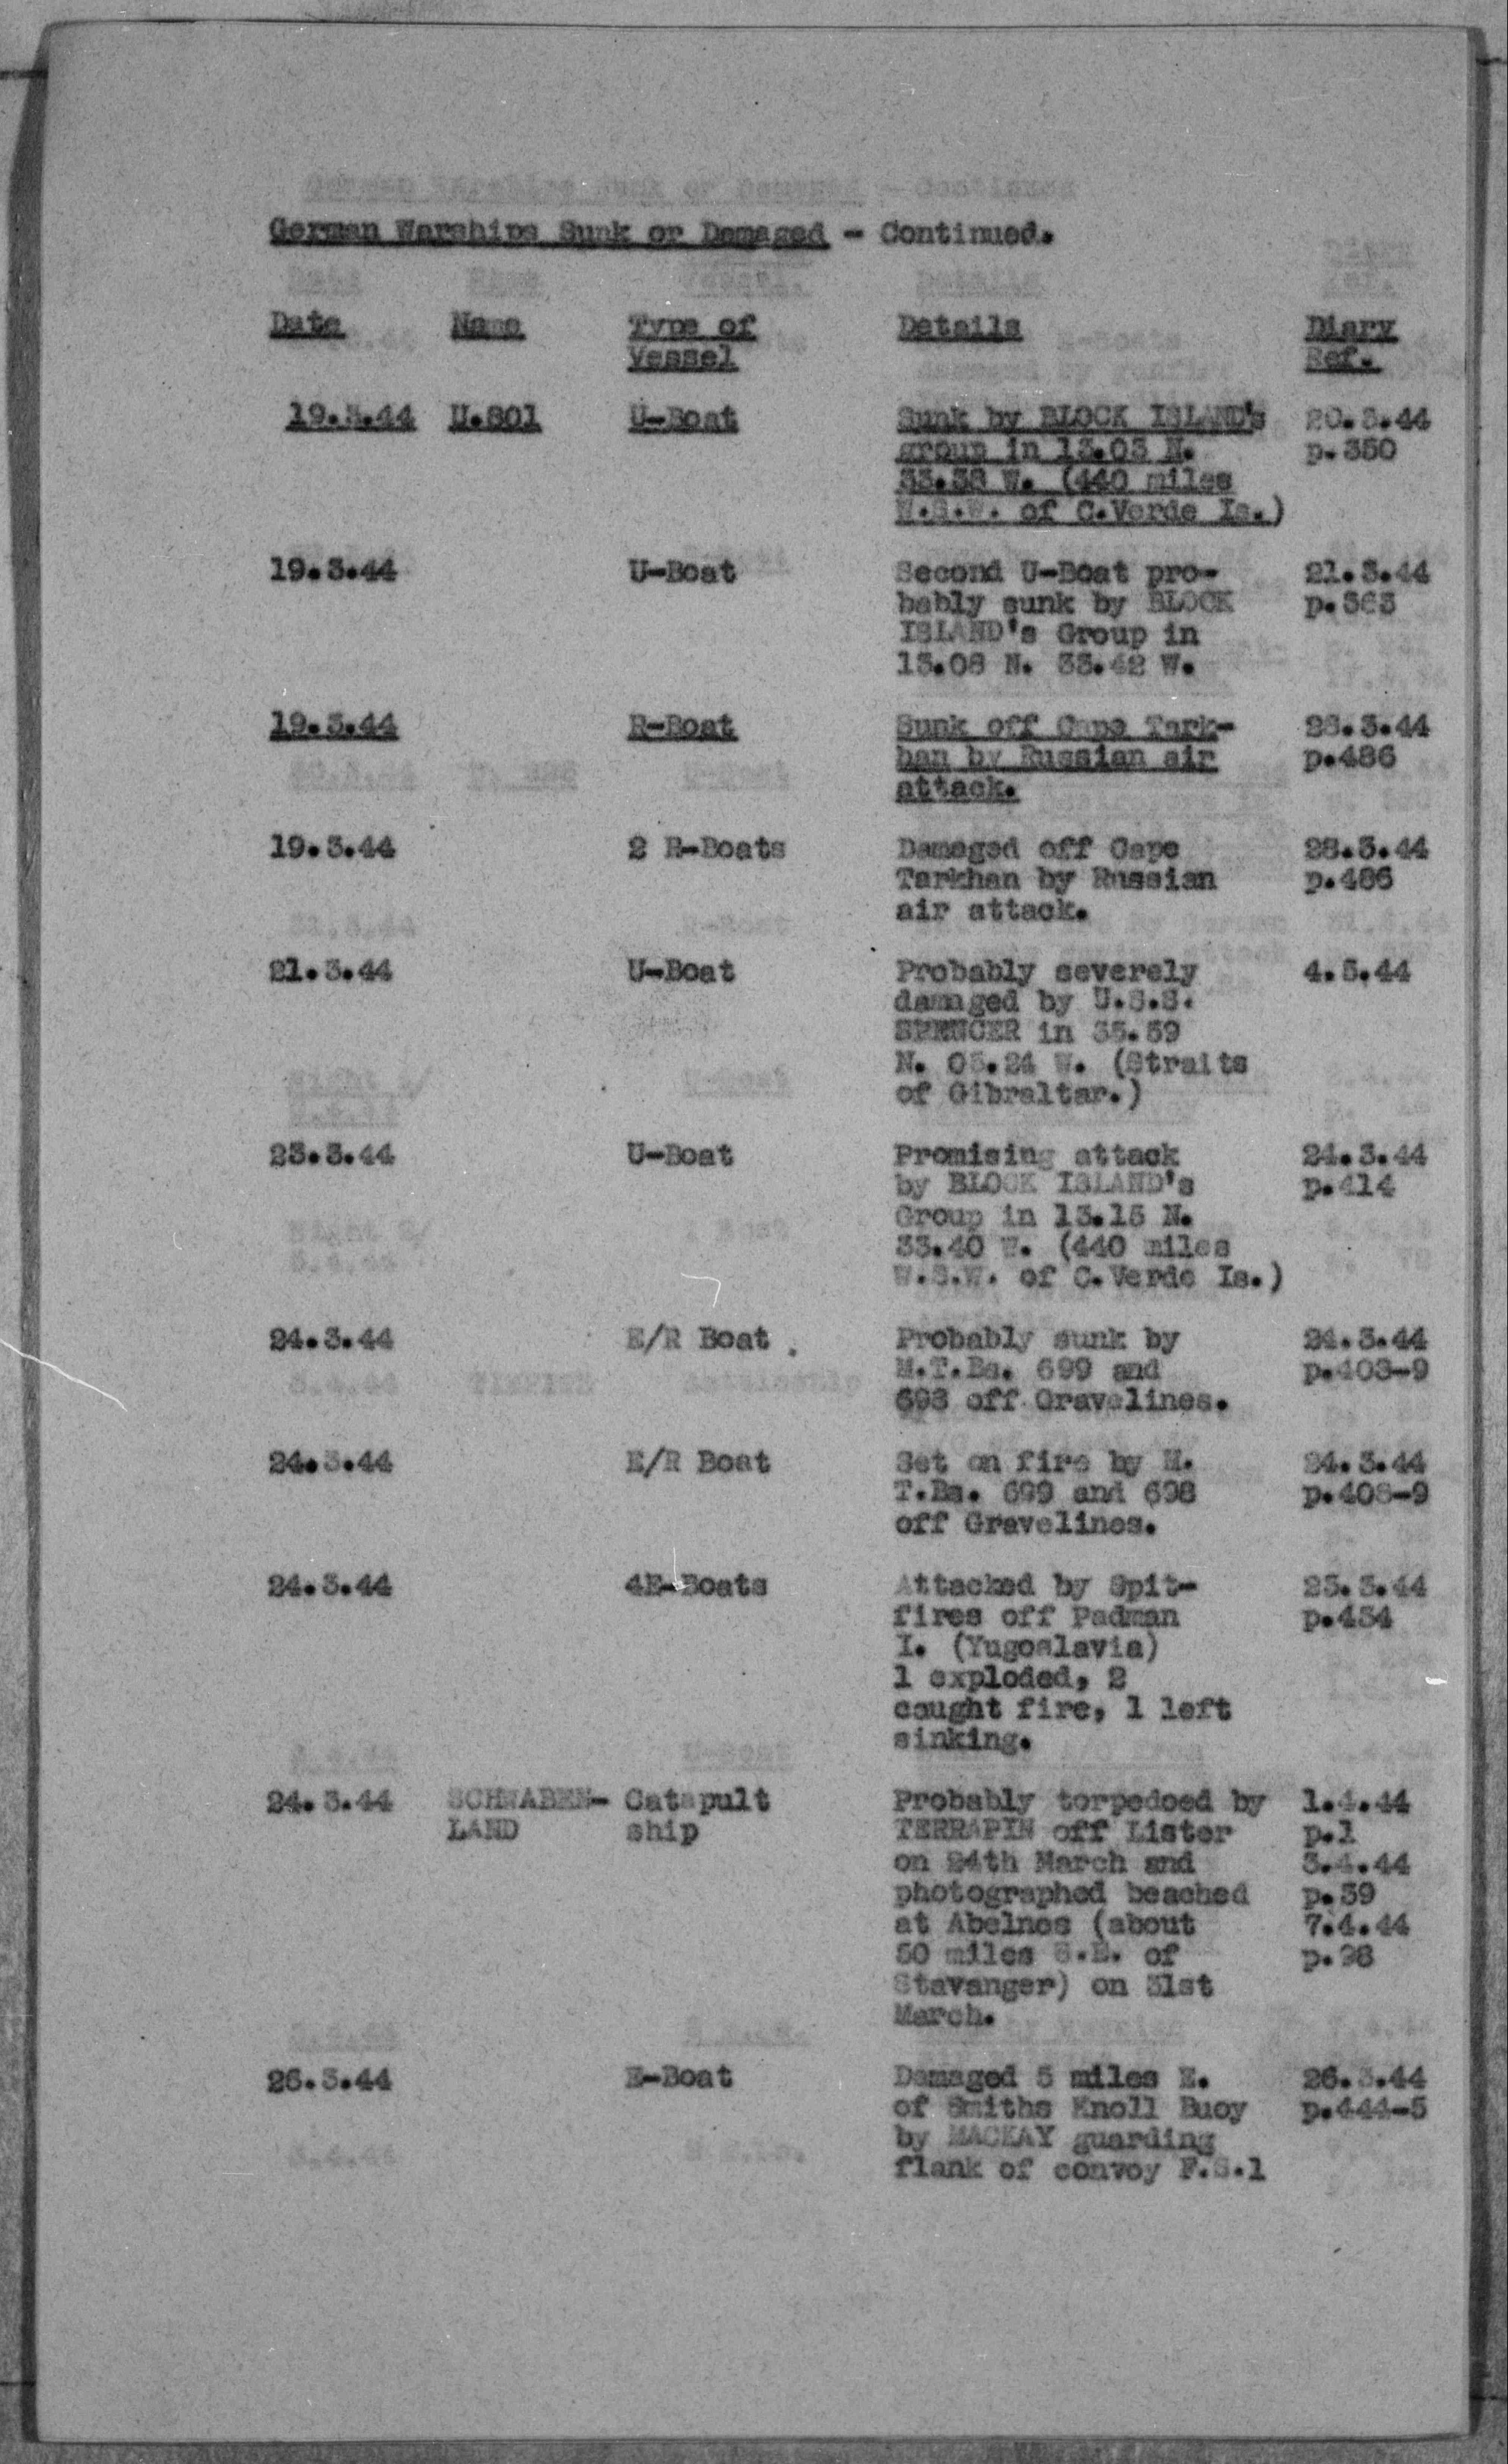 German Warships Sunk or Damaged - Continued.
Date Name Type of Vessel Details Diary Ref.
19.3.44 U.801 U-Boat Sunk by BLOCK ISLAND's 20.3.44
group in 13.03 N. p.350
33.38 W. (440 miles
W.S.W. of C.Verde Is.)
19.3.44 U-Boat Second U-Boat pro- 21.3.44
bably sunk by BLOCK p.363
ISLAND's Group in
13.08 N. 33.42 W.
19.3.44 R-Boat Sunk off Cape Tark- 28.3.44
han by Russian air p.486
attack.
19.3.44 2 R-Boats Damaged off Cape 28.3.44
Tarkhan by Russian p.486
air attack.
21.3.44 U-Boat Probably severely 4.5.44
damaged by U.S.S.
SPENCER in 35.59
N. 05.24 W. (Straits
of Gibraltar.)
23.3.44 U-Boat Promising attack 24.3.44
by BLOCK ISLAND's p.414
Group in 13.15 N.
33.40 W. (440 miles
W.S.W. of C.Verde Is.)
24.3.44 E/R Boat Probably sunk by 24.3.44
M.T.Bs. 699 and p.408-9
698 off Gravelines.
24.3.44 E/R Boat Set on fire by M. 24.3.44
T.Bs. 699 and 698 p.408-9
off Gravelines.
24.3.44 4E-Boats Attacked by Spit- 25.3.44
fires off Padman p.434
I. (Yugoslavia)
1 exploded, 2
caught fire, 1 left
sinking.
24.3.44 SCHWABEN- Catapult Probably torpedoed by 1.4.44
LAND ship TERRAPIN off Lister p.1
on 24th March and 3.4.44
photographed beached p.39
at Abelnes (about 7.4.44
50 miles S.E. of p.98
Stavanger) on 31st
March.
26.3.44 E-Boat Damaged 5 miles E. 26.3.44
of Smiths Knoll Buoy p.444-5
by MACKAY guarding
flank of convoy F.S.1